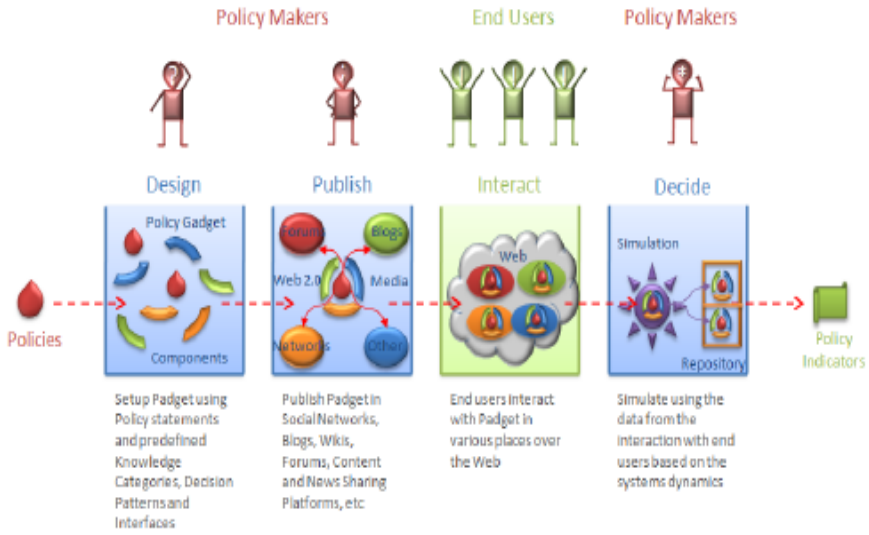 Policy Makers
End Users
Policy Makers
Design
Publish
Interact
Decide
Policy Gadget
Components
Forum
Blogs
Web 2.0
Media
Networks
Other
Web
Simulation
Repository
Policies
Policy
Indicators
Setup Padget using
Policy statements
and predefined
Knowledge
Categories, Decision
Patterns and
Interfaces
Publish Padget in
Social Networks,
Blogs, Wikis,
Forums, Content
and News Sharing
Platforms, etc
End users Interact
with Padget in
various places over
the Web
Simulate using the
data from the
interaction with end
users based on the
systems dynamics